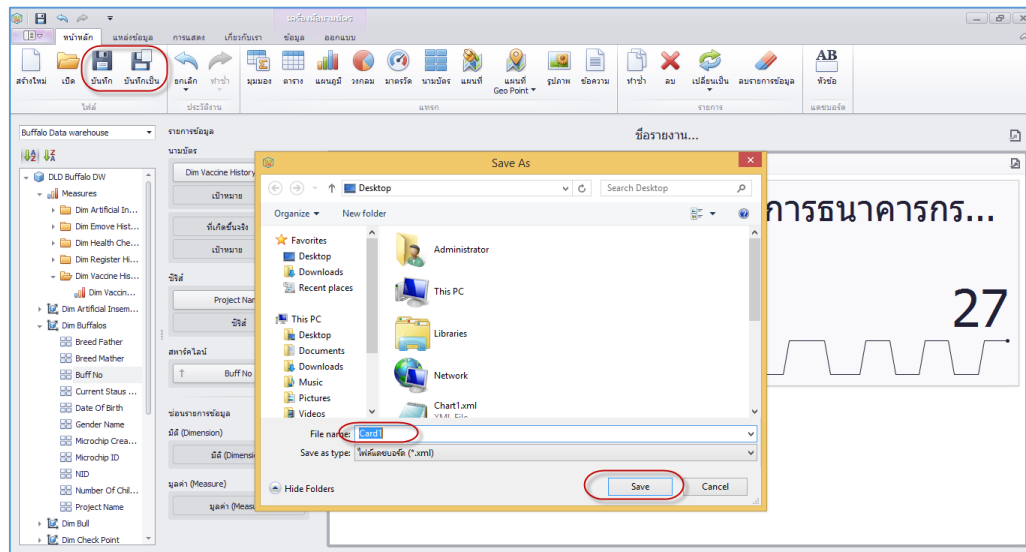 เครื่องมือนามบัตร
หน้าหลัก แหล่งข้อมูล การแสดง เกี่ยวกับเรา ข้อมูล ออกแบบ
สร้างใหม่ เปิด บันทึก บันทึกเป็น ยกเลิก ทำซ้ำ มุมมอง ตาราง แผนภูมิ วงกลม มาตรวัด นามบัตร แผนที่ แผนที่ Geo Point รูปภาพ ข้อความ ทำซ้ำ ลบ เปลี่ยนเป็น ลบรายการข้อมูล หัวข้อ
ไฟล์ ประวัติงาน แทรก รายการ แดชบอร์ด
Buffalo Data warehouse
DLD Buffalo DW
Measures
Dim Artificial In...
Dim Emove Hist...
Dim Health Che...
Dim Register Hi...
Dim Vaccine His...
Dim Vaccin...
Dim Artificial Insem...
Dim Buffalos
Breed Father
Breed Mather
Buff No
Current Staus ...
Date Of Birth
Gender Name
Microchip Crea...
Microchip ID
NID
Number Of Chil...
Project Name
Dim Bull
Dim Check Point
รายการข้อมูล
นามบัตร
Dim Vaccine History
เป้าหมาย
ที่เกิดขึ้นจริง
เป้าหมาย
ซีรีส์
Project Nar
ซีรีส์
สพาร์คไลน์
Buff No
ซ่อนรายการข้อมูล
มิติ (Dimension)
มิติ (Dimensi
มูลค่า (Measure)
มูลค่า (Measu
ชื่อรายงาน...
การธนาคารกร...
27
Save As
Desktop
Search Desktop
Organize New folder
Favorites
Desktop
Downloads
Recent places
This PC
Desktop
Documents
Downloads
Music
Pictures
Videos
Administrator
This PC
Libraries
Network
Chart1.xml
XML File
File name: Card1
Save as type: ไฟล์แดชบอร์ด (*.xml)
Hide Folders Save Cancel